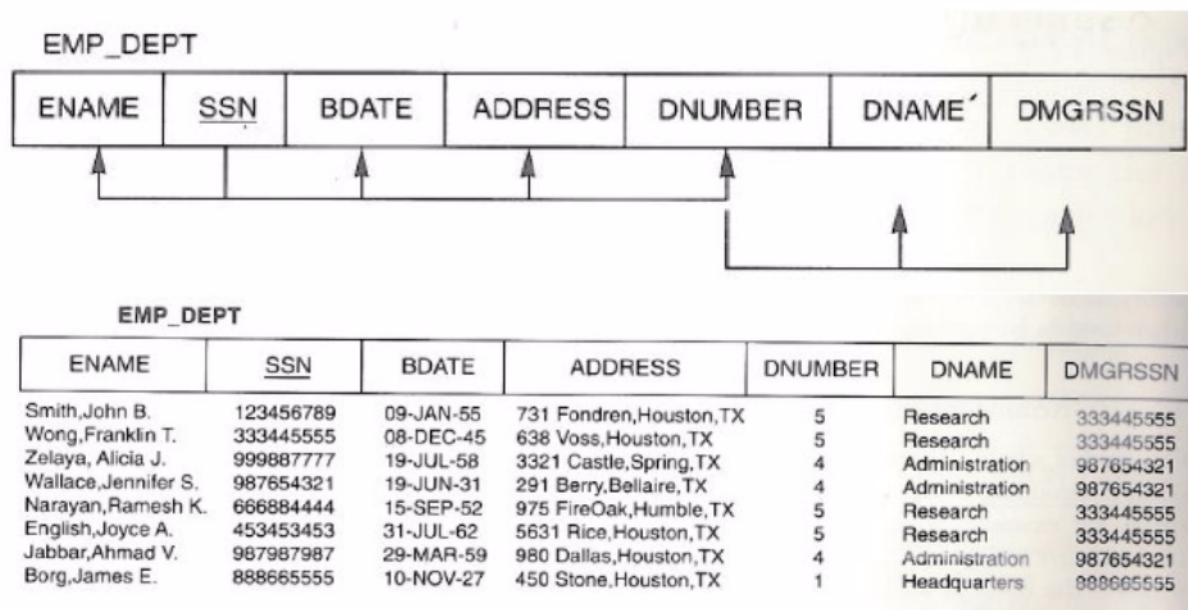 EMP_DEPT
ENAME SSN BDATE ADDRESS DNUMBER DNAME DMGRSSN
EMP_DEPT
ENAME SSN BDATE ADDRESS DNUMBER DNAME DMGRSSN
Smith,John B. 123456789 09-JAN-55 731 Fondren,Houston,TX 5 Research 333445555
Wong,Franklin T. 333445555 08-DEC-45 638 Voss,Houston,TX 5 Research 333445555
Zelaya, Alicia J. 999887777 19-JUL-58 3321 Castle,Spring,TX 4 Administration 987654321
Wallace,Jennifer S. 987654321 19-JUN-31 291 Berry,Bellaire,TX 4 Administration 987654321
Narayan,Ramesh K. 666884444 15-SEP-52 975 FireOak,Humble,TX 5 Research 333445555
English,Joyce A. 453453453 31-JUL-62 5631 Rice,Houston,TX 5 Research 333445555
Jabbar,Ahmad V. 987987987 29-MAR-59 980 Dallas,Houston,TX 4 Administration 987654321
Borg,James E. 888665555 10-NOV-27 450 Stone,Houston,TX 1 Headquarters 888665555